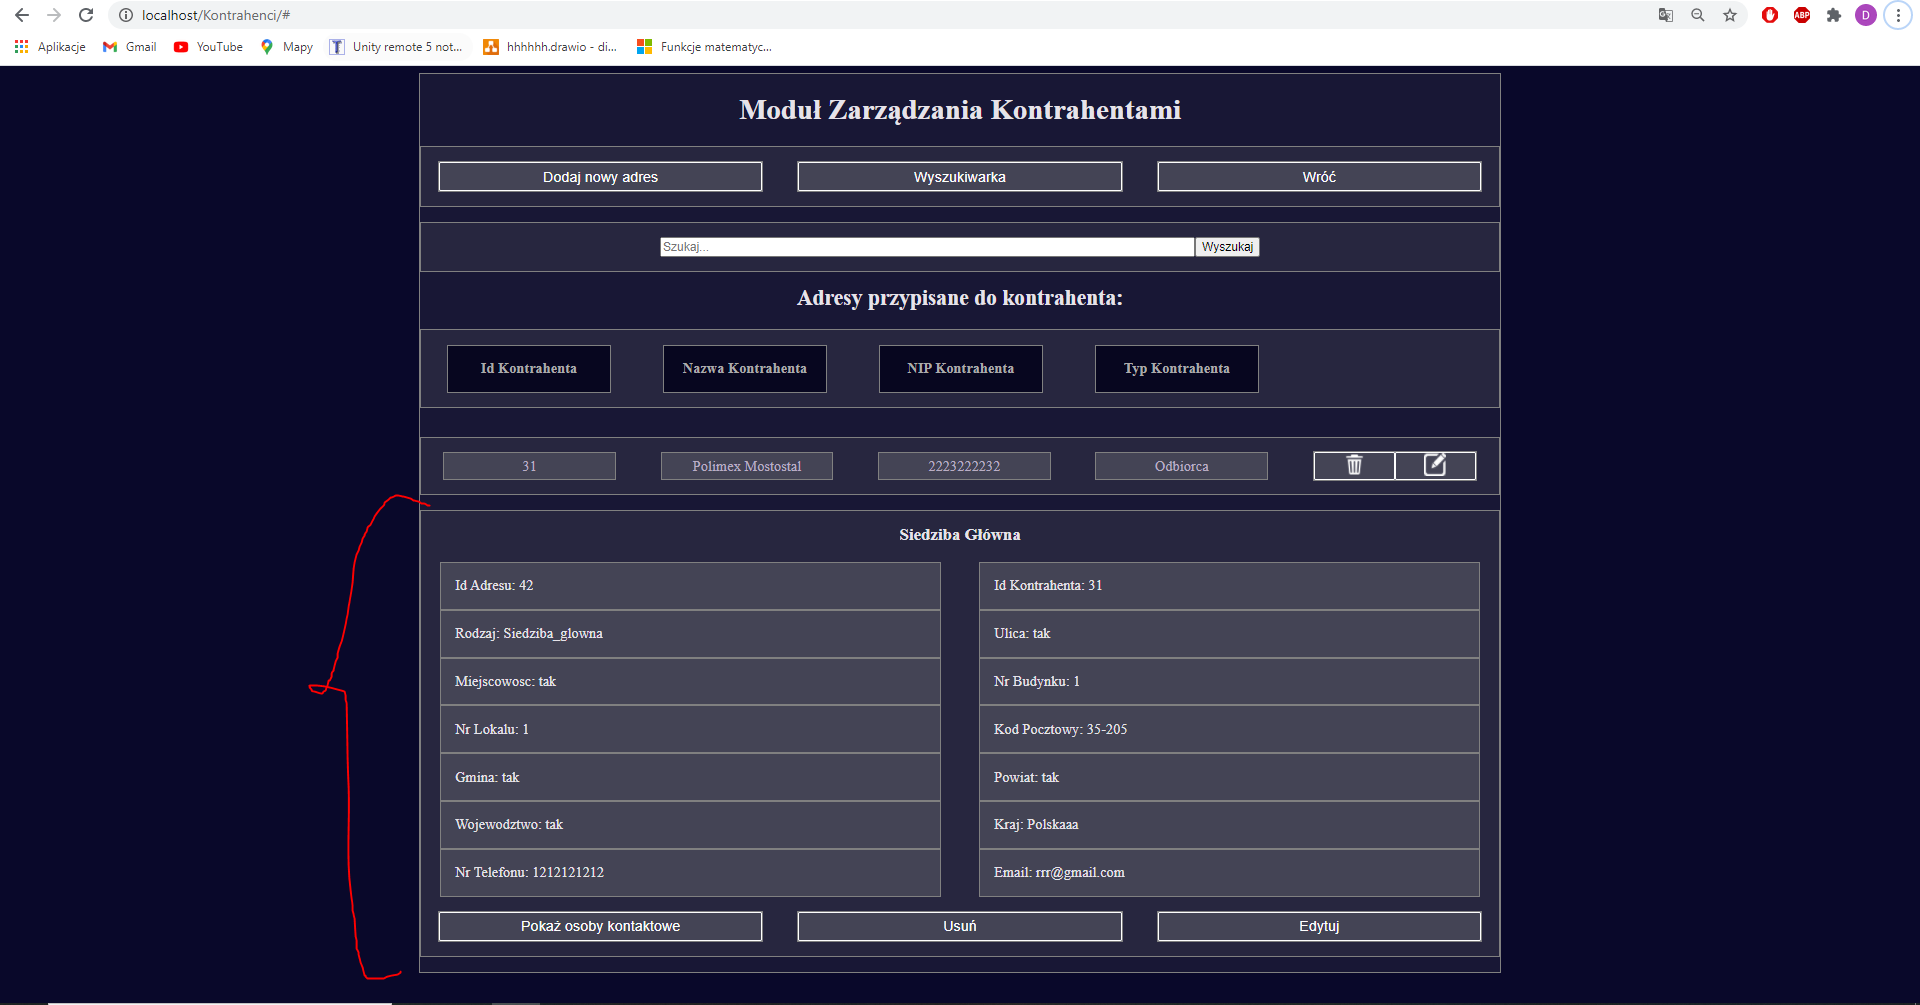 localhost/Kontrahenci/#
D
Aplikacje Gmail YouTube Mapy Unity remote 5 not... hhhhhh.drawio - di... Funkcje matematyc...
Moduł Zarządzania Kontrahentami
Dodaj nowy adres Wyszukiwarka Wróć
Szukaj... Wyszukaj
Adresy przypisane do kontrahenta:
Id Kontrahenta Nazwa Kontrahenta NIP Kontrahenta Typ Kontrahenta
31 Polimex Mostostal 2223222232 Odbiorca
Siedziba Główna
Id Adresu: 42 Id Kontrahenta: 31
Rodzaj: Siedziba_glowna Ulica: tak
Miejscowosc: tak Nr Budynku: 1
Nr Lokalu: 1 Kod Pocztowy: 35-205
Gmina: tak Powiat: tak
Wojewodztwo: tak Kraj: Polskaaa
Nr Telefonu: 1212121212 Email: rrr@gmail.com
Pokaż osoby kontaktowe Usuń Edytuj